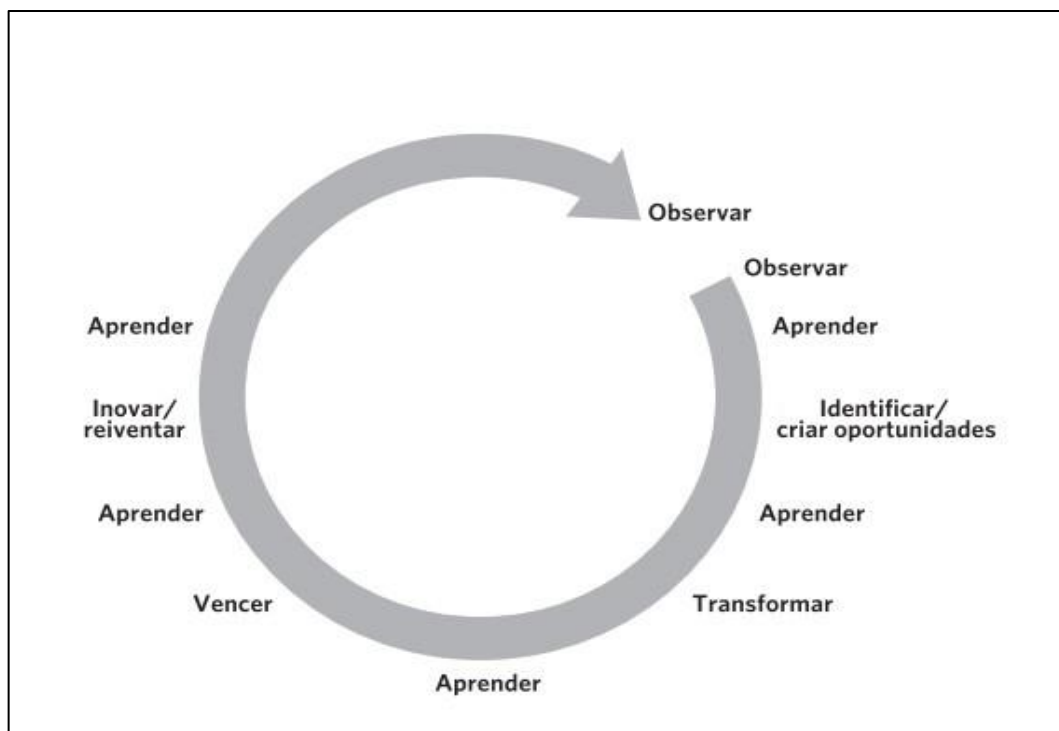 Observar
Observar
Aprender
Identificar/
criar oportunidades
Aprender
Transformar
Aprender
Vencer
Aprender
Inovar/
reiventar
Aprender